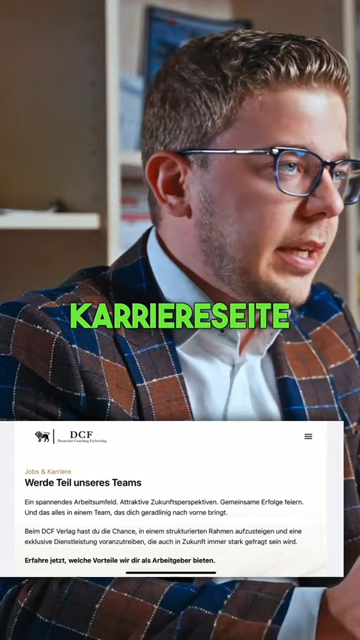 KARRIERESEITE
DCF
Deutscher Coaching Fachverlag
Jobs & Karriere
Werde Teil unseres Teams
Ein spannendes Arbeitsumfeld. Attraktive Zukunftsperspektiven. Gemeinsame Erfolge feiern.
Und das alles in einem Team, das dich geradlinig nach vorne bringt.
Beim DCF Verlag hast du die Chance, in einem strukturierten Rahmen aufzusteigen und eine
exklusive Dienstleistung voranzutreiben, die auch in Zukunft immer stark gefragt sein wird.
Erfahre jetzt, welche Vorteile wir dir als Arbeitgeber bieten.